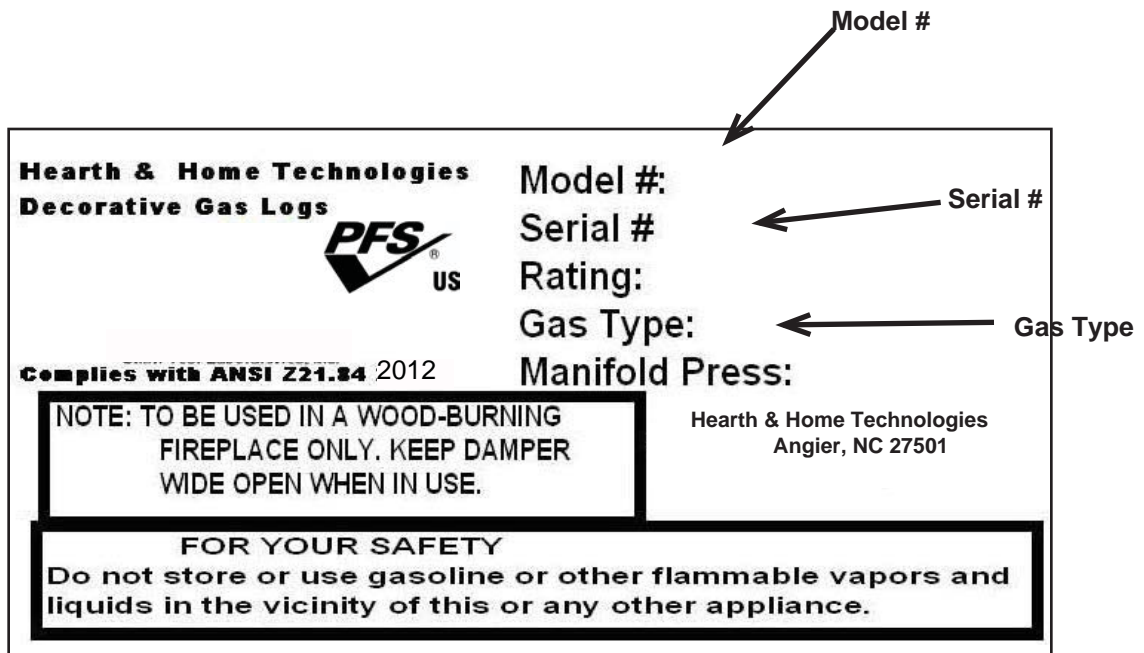 Model #
Hearth & Home Technologies
Decorative Gas Logs
PFS
®
US
Complies with ANSI Z21.84 2012
Model #:
Serial #
Rating:
Gas Type:
Manifold Press:
Serial #
Gas Type
NOTE: TO BE USED IN A WOOD-BURNING
FIREPLACE ONLY. KEEP DAMPER
WIDE OPEN WHEN IN USE.
Hearth & Home Technologies
Angier, NC 27501
FOR YOUR SAFETY
Do not store or use gasoline or other flammable vapors and
liquids in the vicinity of this or any other appliance.